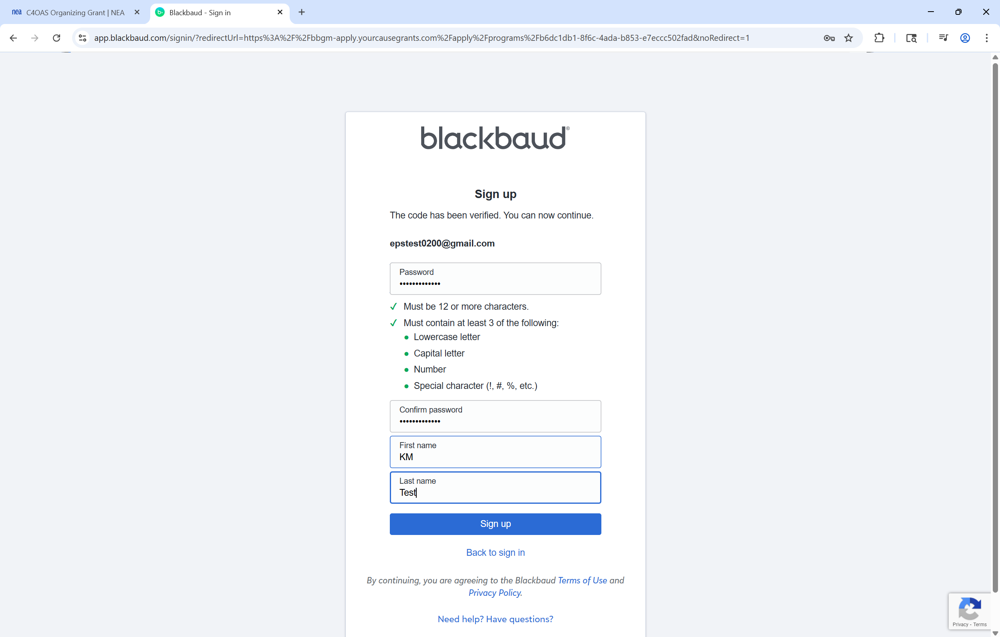 nea C4OAS Organizing Grant | NEA
b Blackbaud - Sign in
app.blackbaud.com/signin/?redirectUrl=https%3A%2F%2Fbbgm-apply.yourcausegrants.com%2Fapply%2Fprograms%2Fb6dc1db1-8f6c-4ada-b853-e7eccc502fad&noRedirect=1
blackbaud®
Sign up
The code has been verified. You can now continue.
epstest0200@gmail.com
Password
•••••••••••••
✓ Must be 12 or more characters.
✓ Must contain at least 3 of the following:
• Lowercase letter
• Capital letter
• Number
• Special character (!, #, %, etc.)
Confirm password
•••••••••••••
First name
KM
Last name
Test
Sign up
Back to sign in
By continuing, you are agreeing to the Blackbaud Terms of Use and
Privacy Policy.
Need help? Have questions?
Privacy - Terms